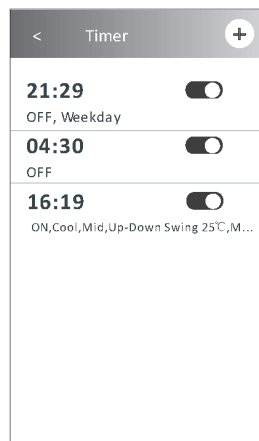 < Timer +
21:29
OFF, Weekday
04:30
OFF
16:19
ON,Cool,Mid,Up-Down Swing 25℃,M...